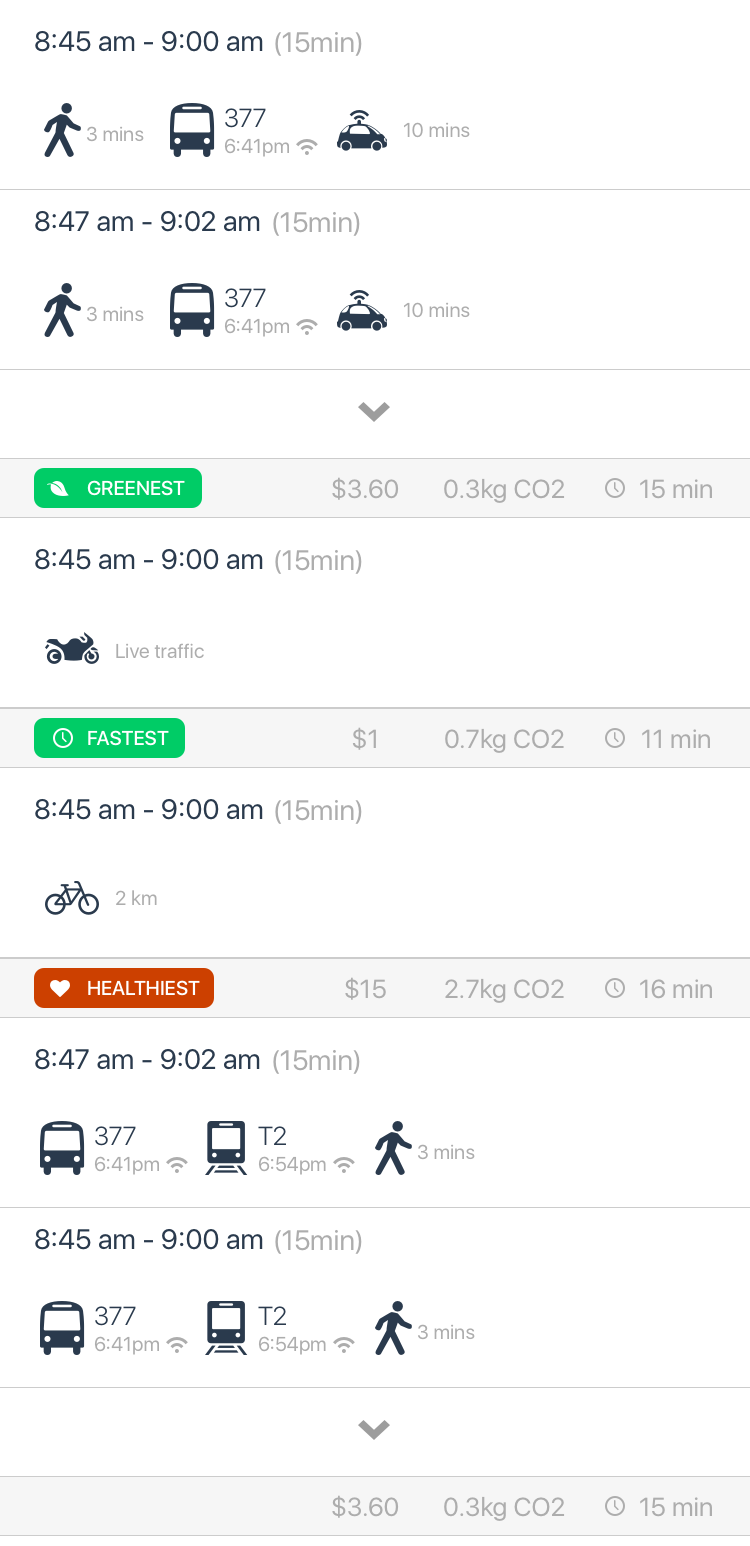 8:45 am - 9:00 am (15min)
3 mins 377 10 mins
6:41pm
8:47 am - 9:02 am (15min)
3 mins 377 10 mins
6:41pm
GREENEST $3.60 0.3kg CO2 15 min
8:45 am - 9:00 am (15min)
Live traffic
FASTEST $1 0.7kg CO2 11 min
8:45 am - 9:00 am (15min)
2 km
HEALTHIEST $15 2.7kg CO2 16 min
8:47 am - 9:02 am (15min)
377 T2 3 mins
6:41pm 6:54pm
8:45 am - 9:00 am (15min)
377 T2 3 mins
6:41pm 6:54pm
$3.60 0.3kg CO2 15 min